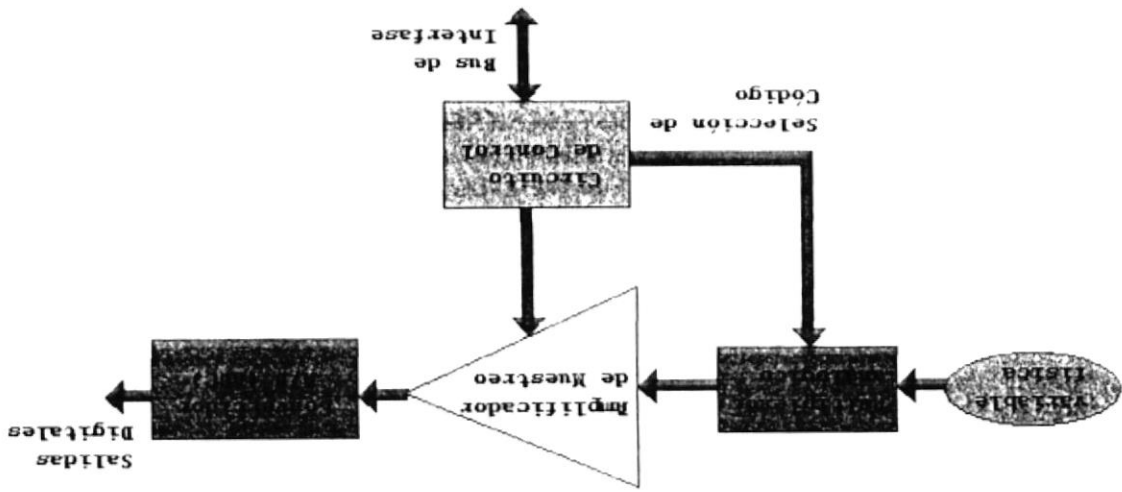 variable
física
Amplificador
de Muestreo
Salidas
Digitales
Circuito
de Control
Selección de
Código
Bus de
Interfase